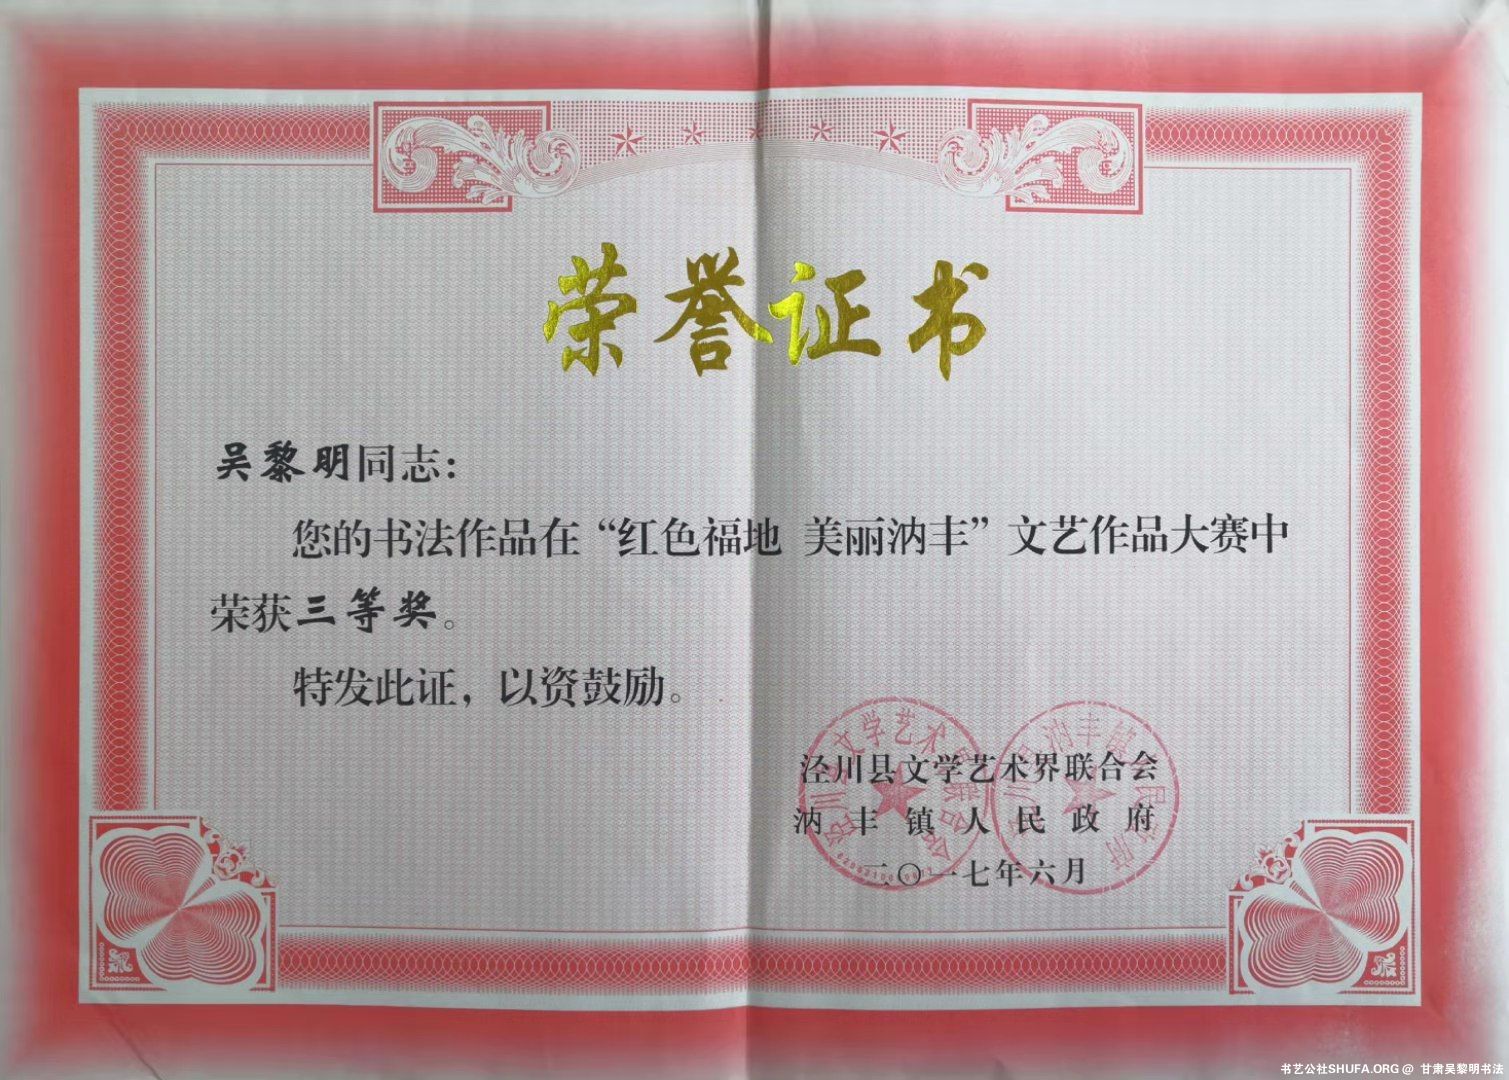 荣誉证书
吴黎明同志：
您的书法作品在“红色福地 美丽汭丰”文艺作品大赛中
荣获三等奖。
特发此证，以资鼓励。
泾川县文学艺术界联合会
汭丰镇人民政府
二〇一七年六月
书艺公社SHUFA.ORG @ 甘肃吴黎明书法